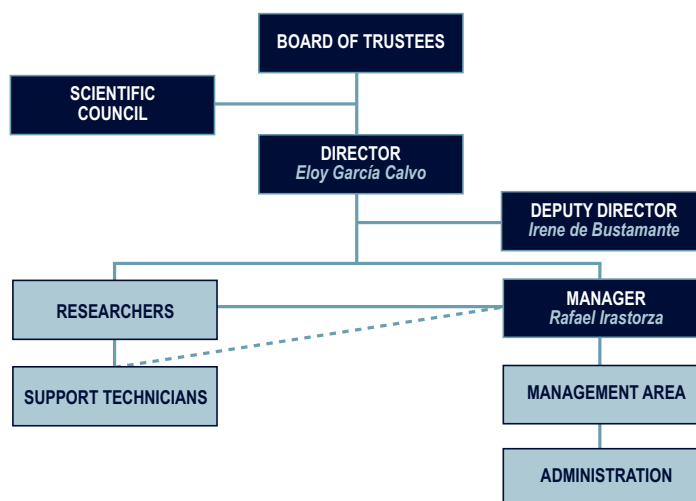 BOARD OF TRUSTEES
SCIENTIFIC
COUNCIL
DIRECTOR
Eloy García Calvo
DEPUTY DIRECTOR
Irene de Bustamante
RESEARCHERS
MANAGER
Rafael Irastorza
SUPPORT TECHNICIANS
MANAGEMENT AREA
ADMINISTRATION